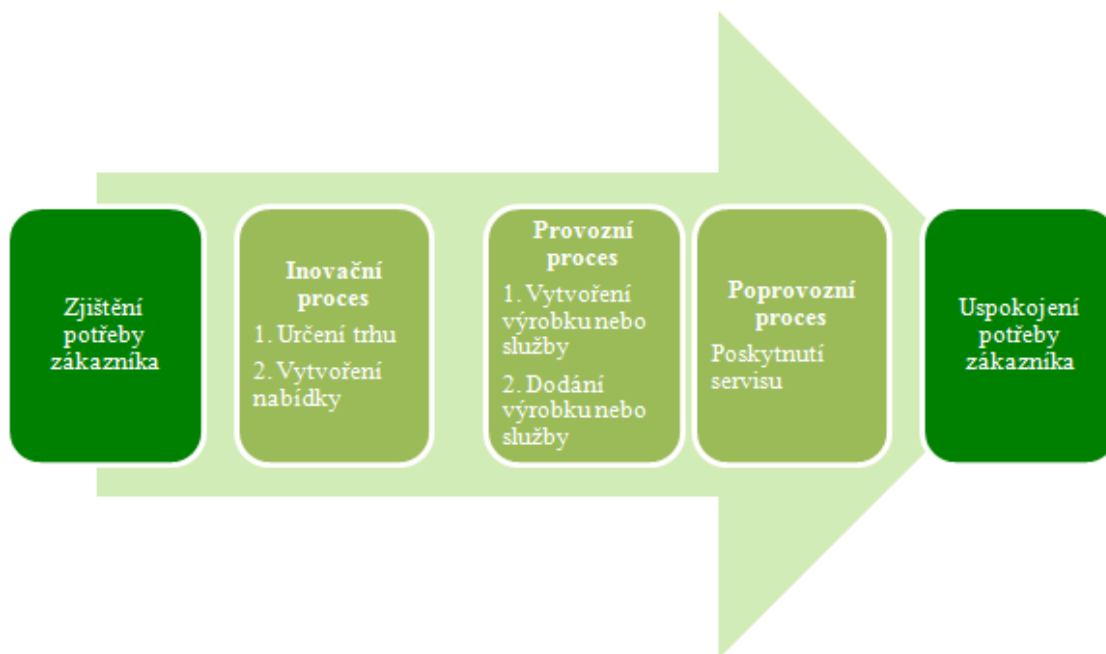 Zjištění
potřeby
zákazníka
Inovační
proces
1. Určení trhu
2. Vytvoření
nabídky
Provozní
proces
1. Vytvoření
výrobku nebo
služby
2. Dodání
výrobku nebo
služby
Poprovozní
proces
Poskytnutí
servisu
Uspokojení
potřeby
zákazníka